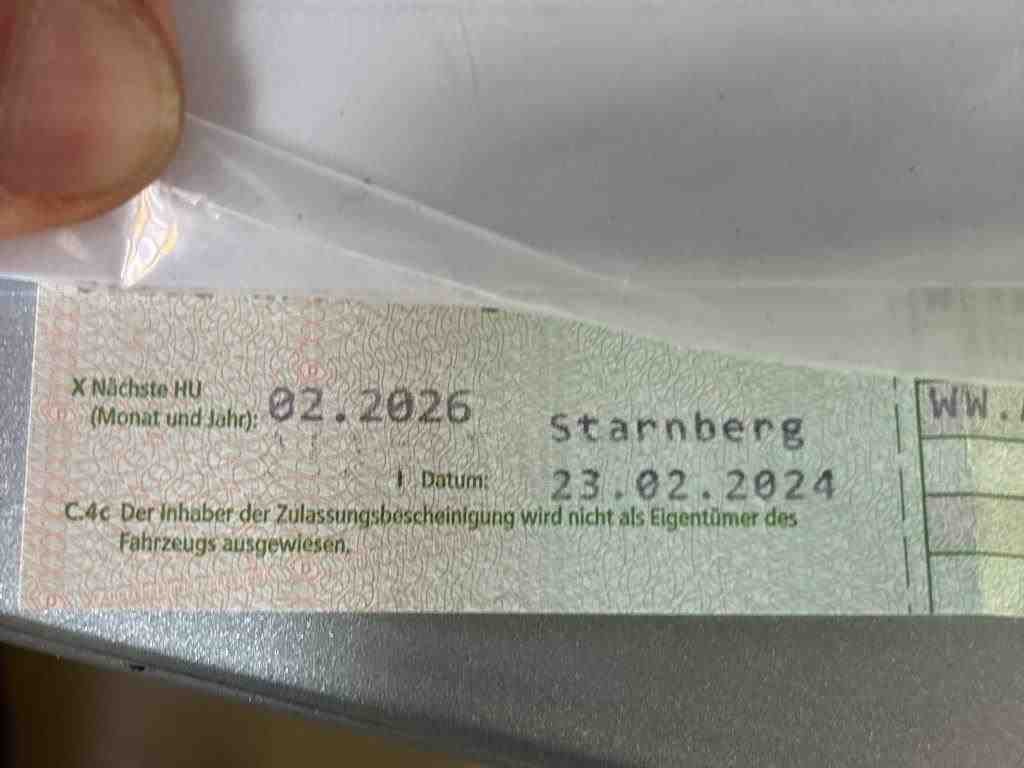 X Nächste HU
(Monat und Jahr): 02.2026
Starnberg
I Datum: 23.02.2024
C.4c Der Inhaber der Zulassungsbescheinigung wird nicht als Eigentümer des
Fahrzeugs ausgewiesen.
WW.